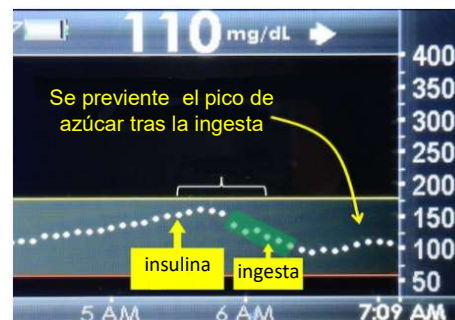 110 mg/dL
400
350
Se previente el pico de
azúcar tras la ingesta
300
250
200
150
100
insulina
ingesta
50
5 AM
6 AM
7:09 AM